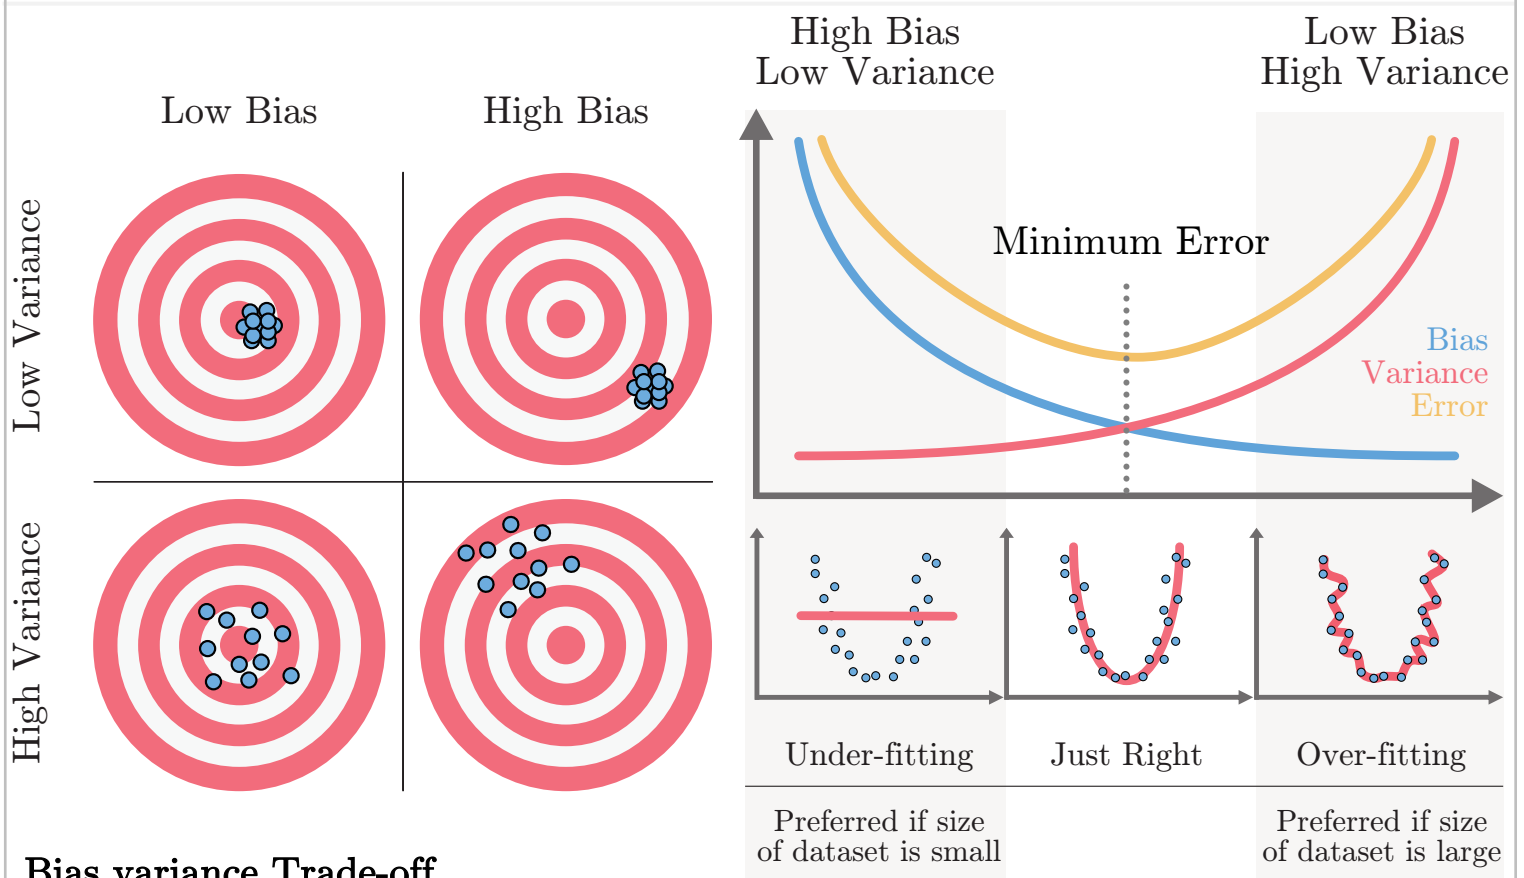 Low Bias
High Bias
Low Variance
High Variance
High Bias
Low Variance
Low Bias
High Variance
Minimum Error
Bias
Variance
Error
Under-fitting
Just Right
Over-fitting
Preferred if size
of dataset is small
Preferred if size
of dataset is large
Bias variance Trade-off